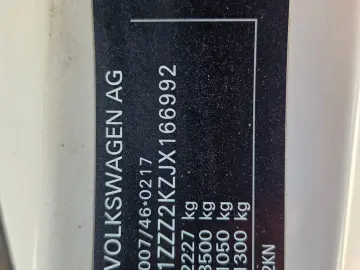 VOLKSWAGEN AG
007/46*0217
1ZZZ2KZJX166992
2227 kg
3500 kg
1050 kg
1300 kg
2KN